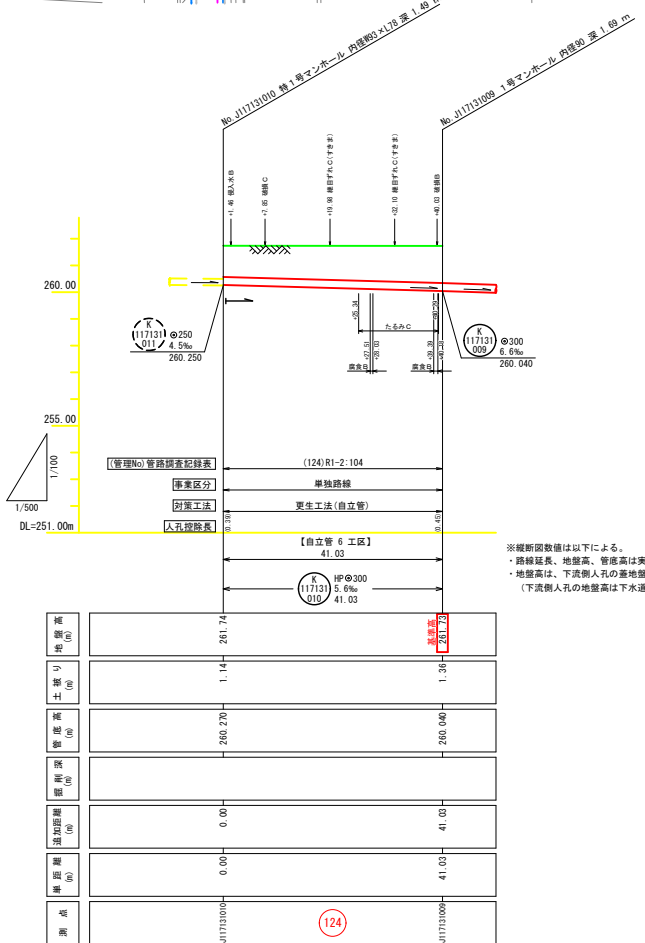 No.J117131010 特1号マンホール 内径W93×L78 深 1.49
No.J117131009 1号マンホール 内径90 深 1.69 m
+1.46 侵入水B
+7.85 破損C
+19.98 継目ずれC(すきま)
+32.10 継目ずれC(すきま)
+40.03 破損B
260.00
255.00
DL=251.00m
1/100
1/500
K
117131
011
⊙250
4.5‰
260.250
+25.34
たるみC
+27.51
+28.03
腐食B
+39.39
腐食B
K
117131
009
⊙300
6.6‰
260.040
(管理No)管路調査記録表
(124)R1-2:104
事業区分
単独路線
対策工法
更生工法(自立管)
人孔控除長
(0.39)
(0.45)
【自立管 6 工区】
41.03
K
117131
010
HP⊙300
5.6‰
41.03
※縦断図数値は以下による。
・路線延長、地盤高、管底高は実
・地盤高は、下流側人孔の蓋地盤
(下流側人孔の地盤高は下水道
地盤高
(m)
261.74
基準高
261.73
土被り
(m)
1.14
1.36
管底高
(m)
260.270
260.040
掘削深
(m)
追加距離
(m)
0.00
41.03
単距離
(m)
0.00
41.03
測点
J117131010
124
J117131009